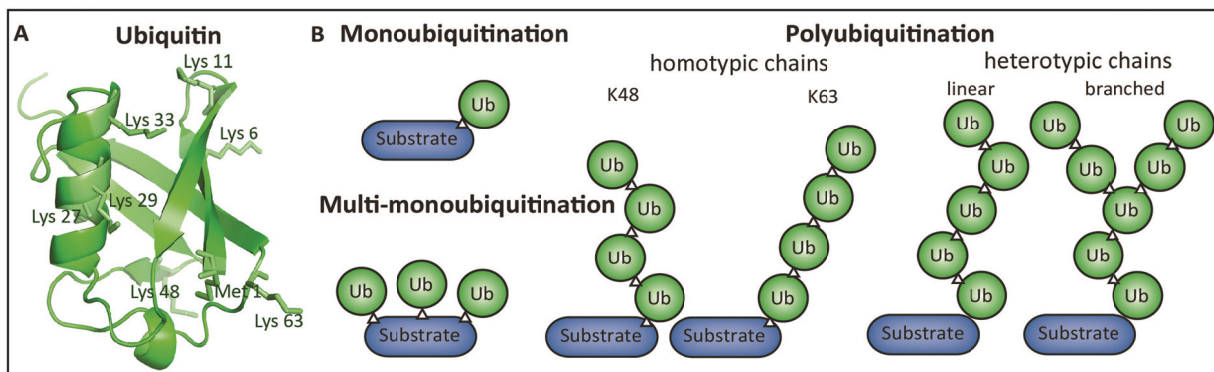 A
Ubiquitin
Lys 11
Lys 33
Lys 6
Lys 29
Lys 27
Lys 48
Met 1
Lys 63
B
Monoubiquitination
Ub
Substrate
Multi-monoubiquitination
Ub
Ub
Ub
Substrate
Polyubiquitination
homotypic chains
K48
Ub
Ub
Ub
Ub
Substrate
K63
Ub
Ub
Ub
Ub
Substrate
heterotypic chains
linear
Ub
Ub
Ub
Ub
Ub
Substrate
branched
Ub
Ub
Ub
Ub
Ub
Ub
Ub
Substrate